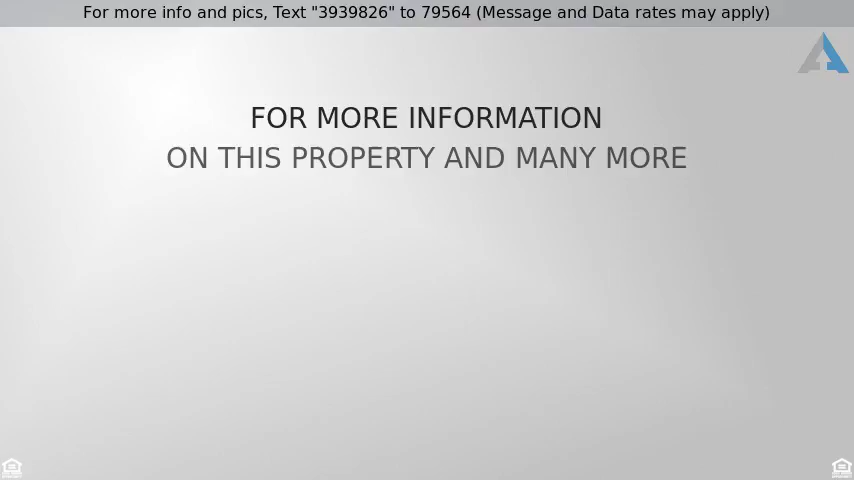 For more info and pics, Text "3939826" to 79564 (Message and Data rates may apply)
FOR MORE INFORMATION
ON THIS PROPERTY AND MANY MORE